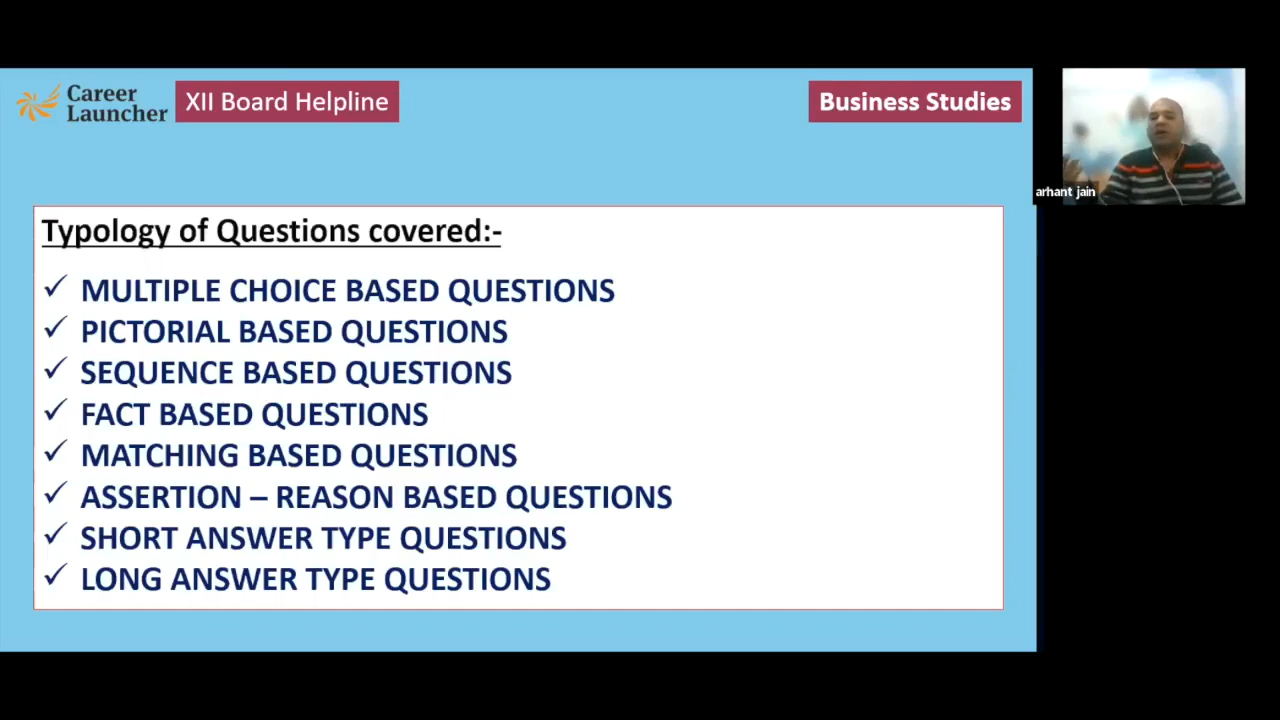 Career
Launcher
XII Board Helpline
Business Studies
arhant jain
Typology of Questions covered:-
✓ MULTIPLE CHOICE BASED QUESTIONS
✓ PICTORIAL BASED QUESTIONS
✓ SEQUENCE BASED QUESTIONS
✓ FACT BASED QUESTIONS
✓ MATCHING BASED QUESTIONS
✓ ASSERTION – REASON BASED QUESTIONS
✓ SHORT ANSWER TYPE QUESTIONS
✓ LONG ANSWER TYPE QUESTIONS